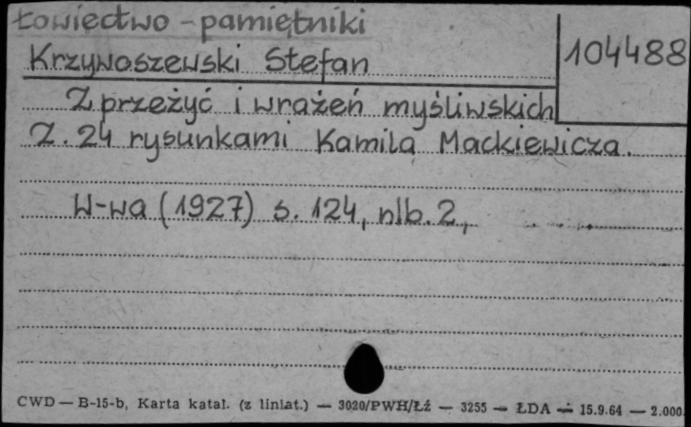 Łowiectwo - pamiętniki
Krzywoszewski Stefan
104488
Z przeżyć i wrażeń myśliwskich
Z. 24 rysunkami Kamila Mackiewicza.
W-wa (1927) s. 124, nlb. 2,
CWD — B-15-b, Karta katal. (z liniat.) — 3020/PWH/Łź — 3255 — ŁDA — 15.9.64 — 2.000.